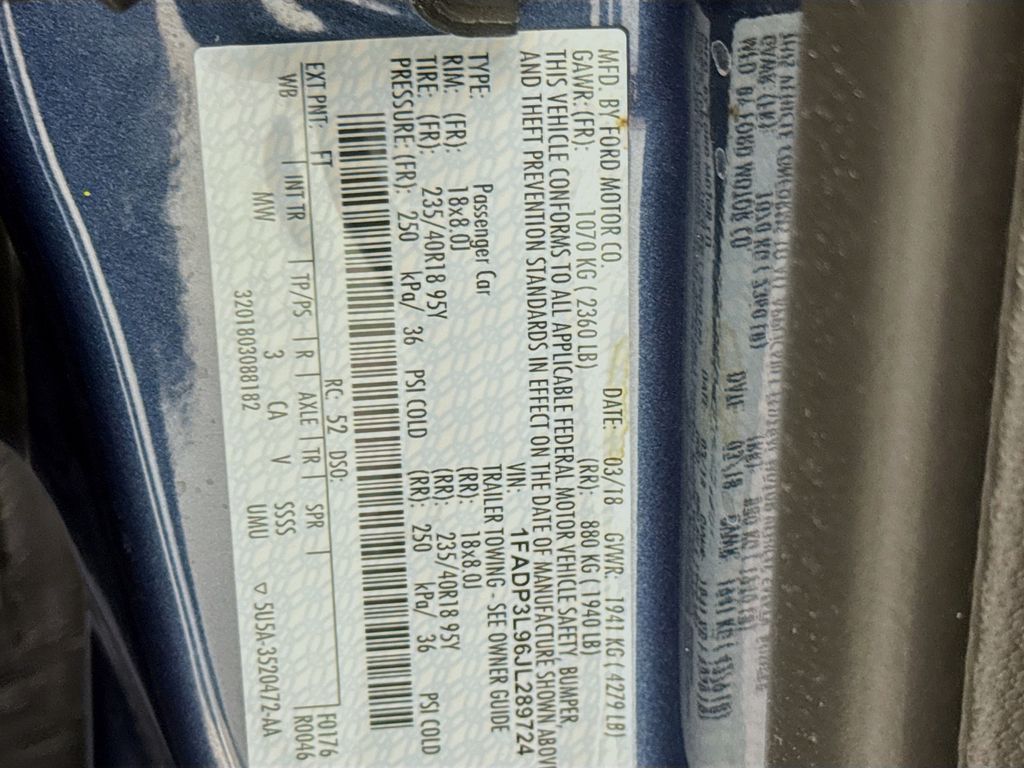 MFD. BY FORD MOTOR CO. DATE: 03/18 GVWR: 1941 KG ( 4279 LB)
GAWR: (FR): 1070 KG ( 2360 LB) (RR): 880 KG ( 1940 LB)
THIS VEHICLE CONFORMS TO ALL APPLICABLE FEDERAL MOTOR VEHICLE SAFETY, BUMPER,
AND THEFT PREVENTION STANDARDS IN EFFECT ON THE DATE OF MANUFACTURE SHOWN ABOV
VIN: 1FADP3L96JL289724
TYPE: Passenger Car TRAILER TOWING - SEE OWNER GUIDE
RIM: (FR): 18x8.0J (RR): 18x8.0J
TIRE: (FR): 235/40R18 95Y (RR): 235/40R18 95Y
PRESSURE: (FR): 250 kPa/ 36 PSI COLD (RR): 250 kPa/ 36 PSI COLD
EXT PNT: FT RC: 52 DSO: F0176
WB | INT TR | TP/PS | R | AXLE | TR | SPR | R0046
MW 3 CA V SSSS
UMU
3201803088182 ▽ 5U5A-3520472-AA